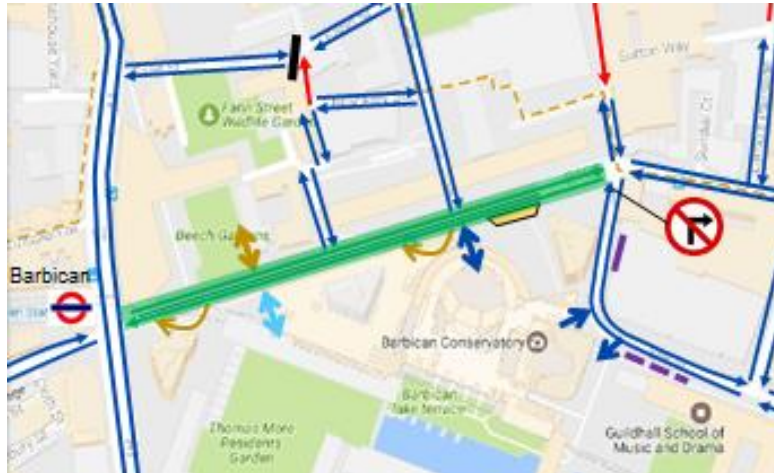 Sutton Way
Fann Street
Wildlife Garden
Beech Gardens
Barbican
Barbican Conservatory
Barbican
Lake Terrace
Thomas More
Residents
Garden
Guildhall School of
Music and Drama